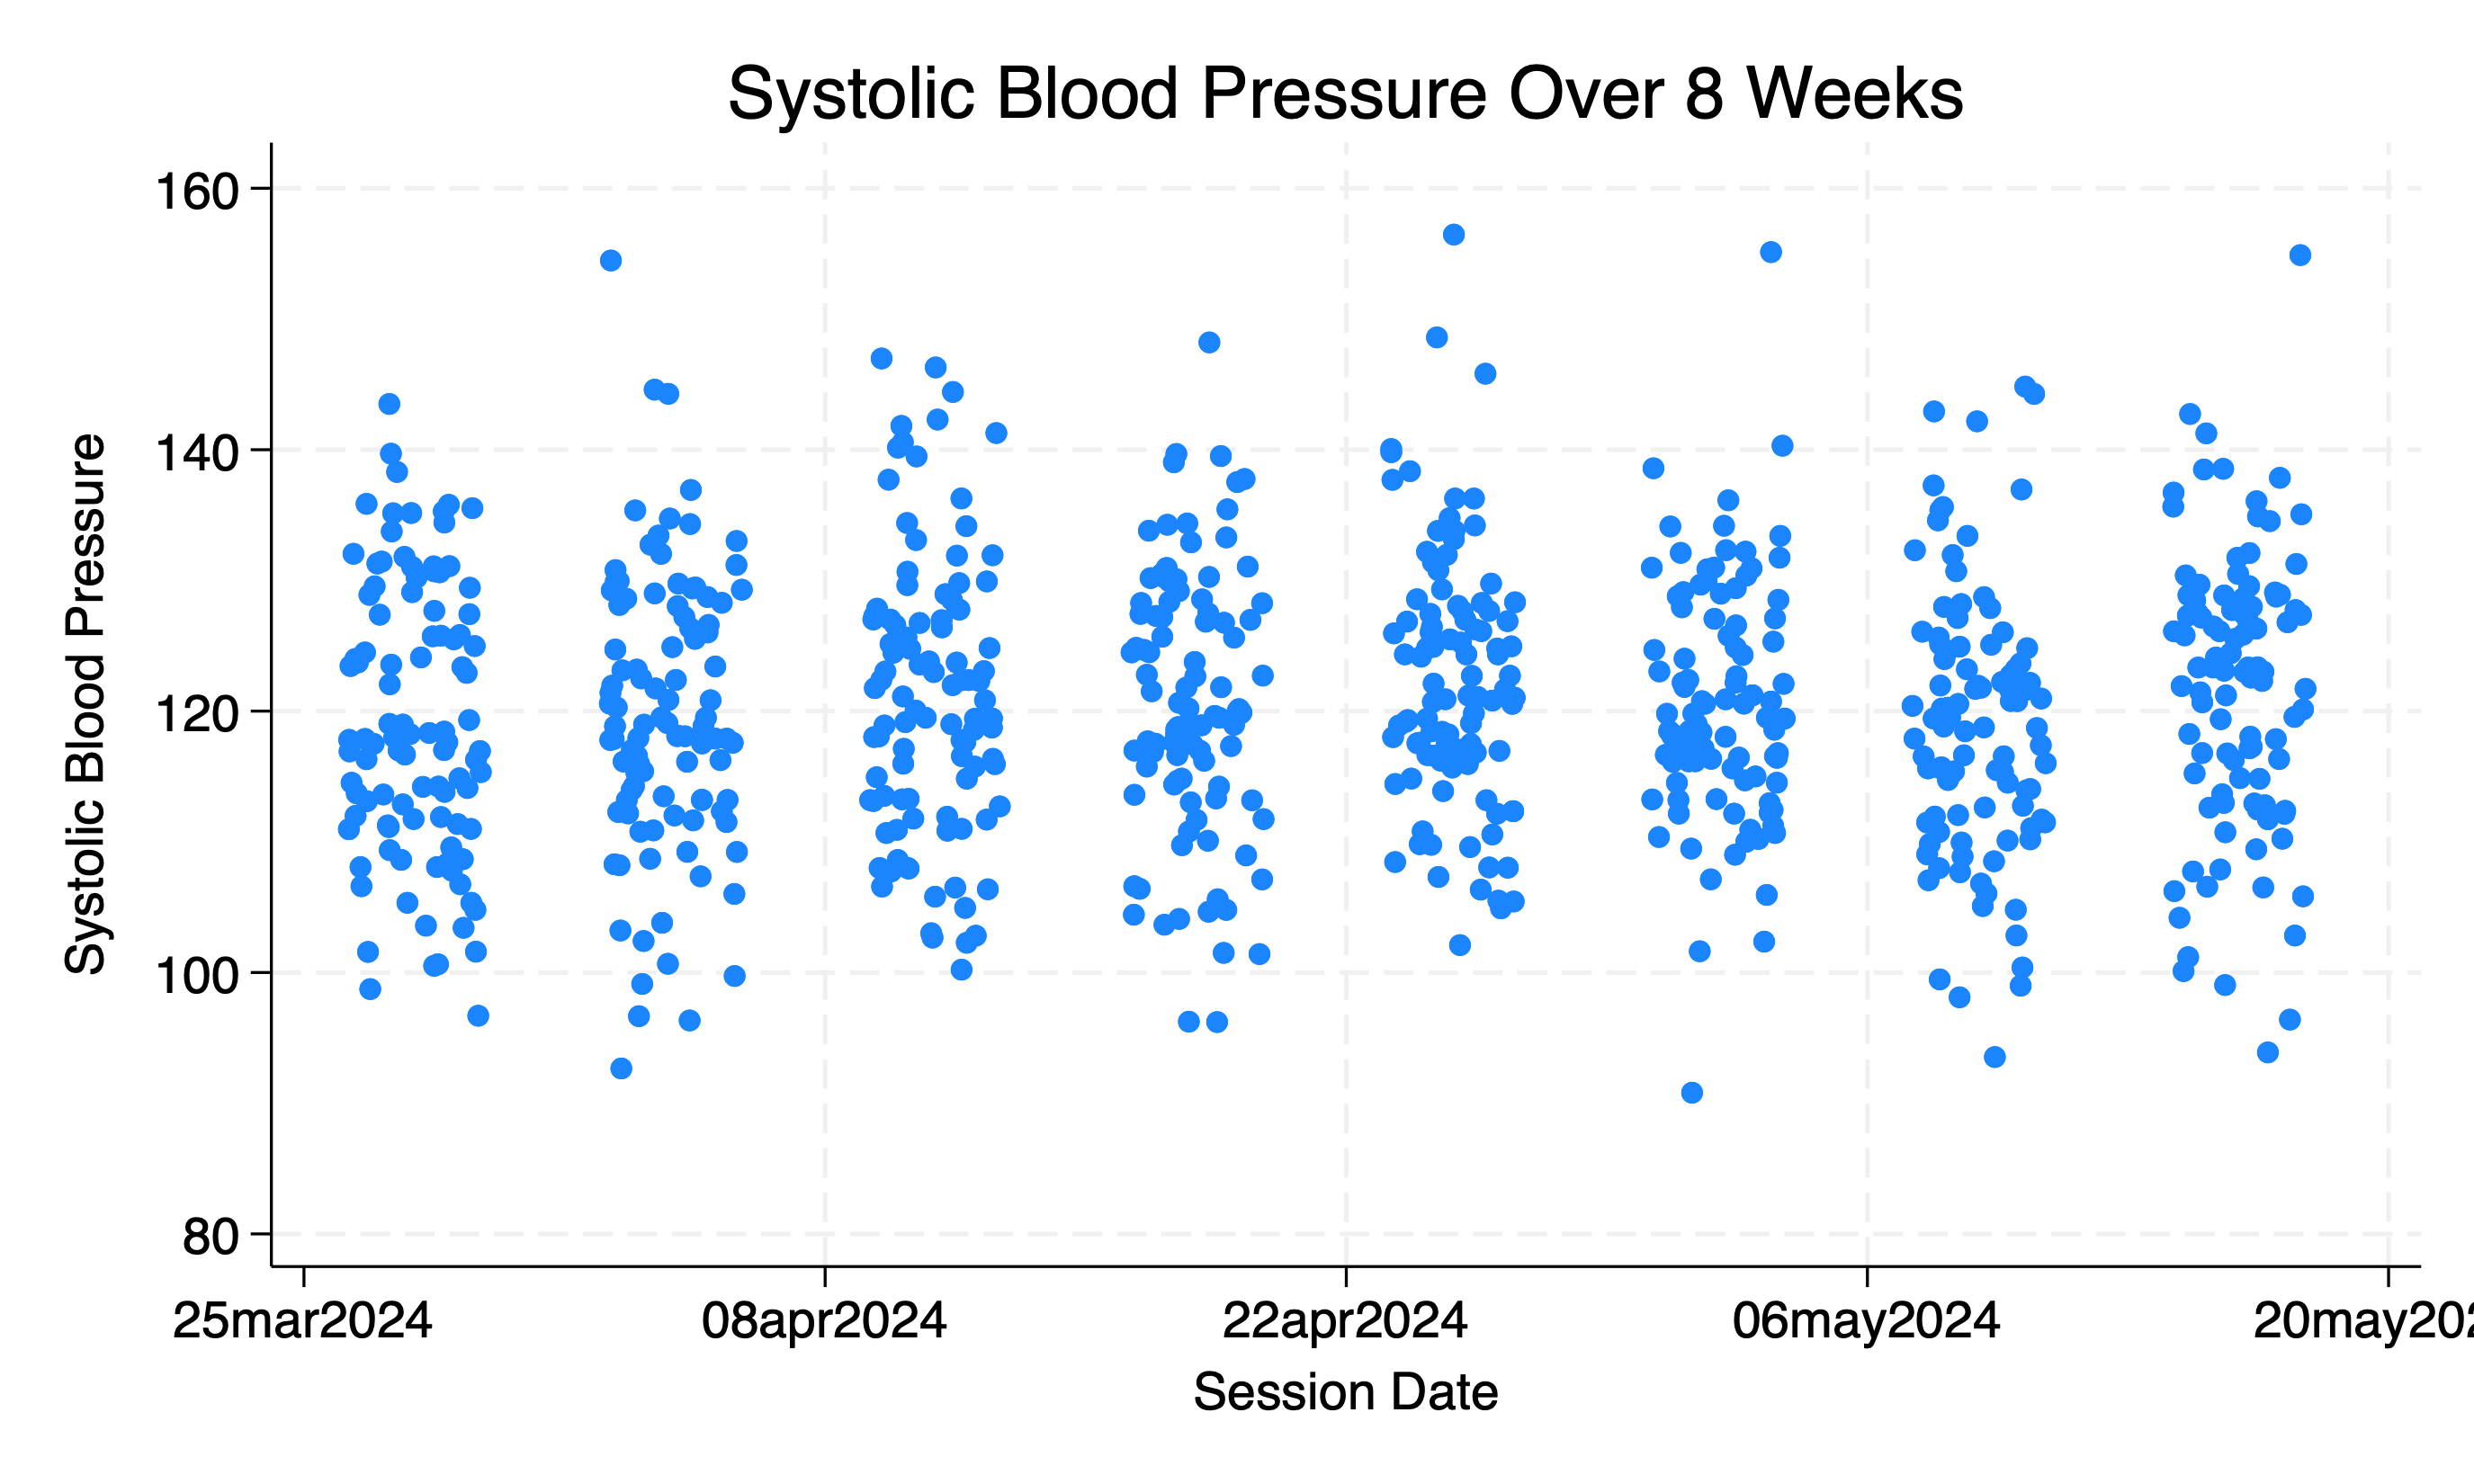 Systolic Blood Pressure Over 8 Weeks
Systolic Blood Pressure
160
140
120
100
80
25mar2024
08apr2024
22apr2024
06may2024
20may202
Session Date